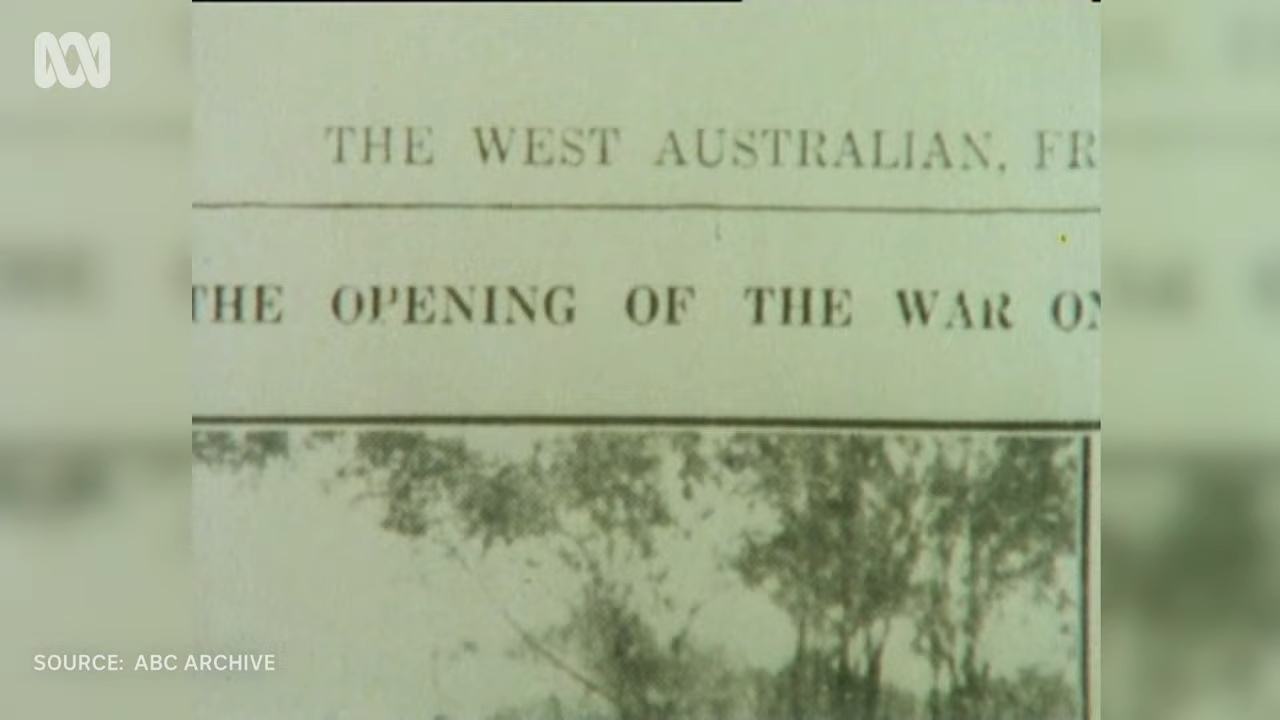 THE WEST AUSTRALIAN, FR
THE OPENING OF THE WAR ON
SOURCE: ABC ARCHIVE